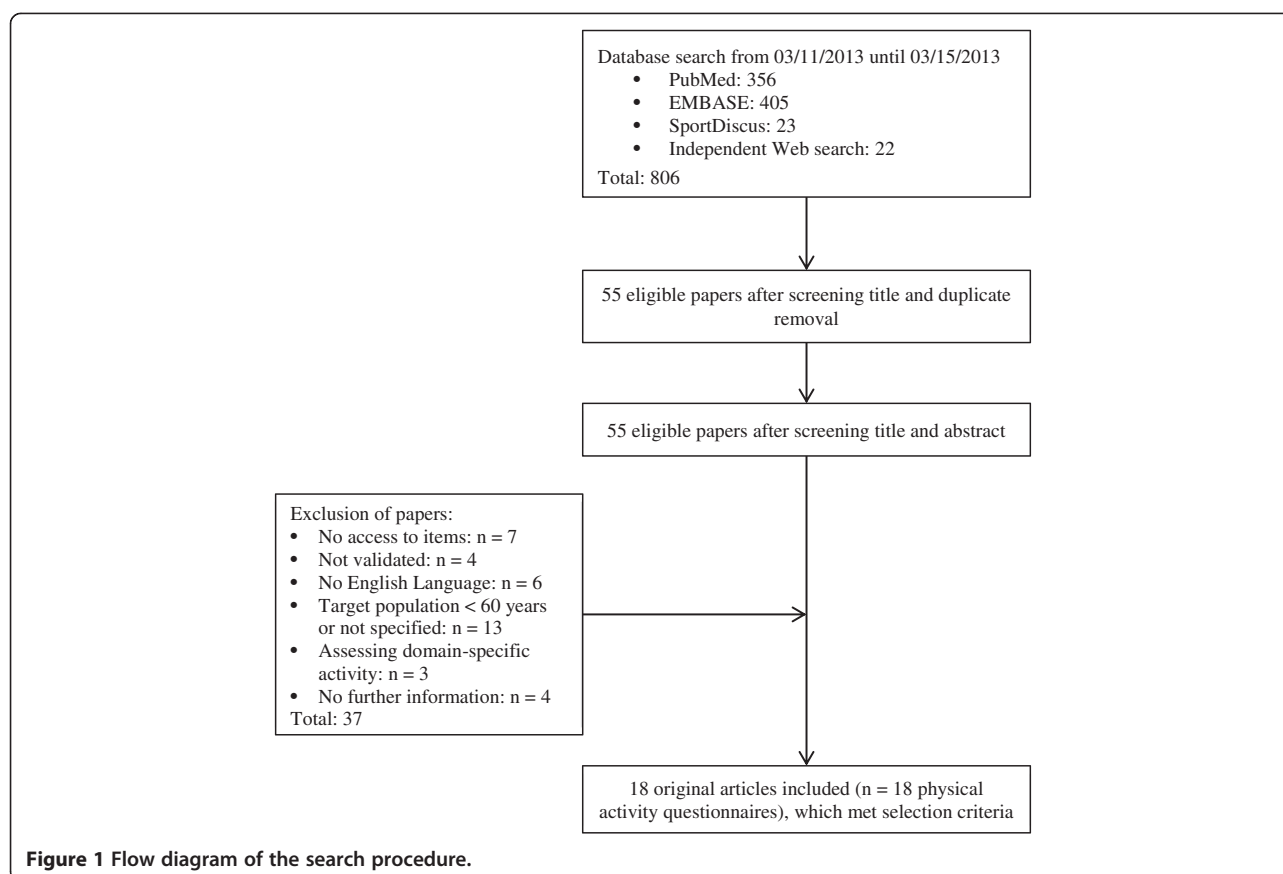 Database search from 03/11/2013 until 03/15/2013
• PubMed: 356
• EMBASE: 405
• SportDiscus: 23
• Independent Web search: 22
Total: 806
55 eligible papers after screening title and duplicate
removal
55 eligible papers after screening title and abstract
Exclusion of papers:
• No access to items: n = 7
• Not validated: n = 4
• No English Language: n = 6
• Target population < 60 years
or not specified: n = 13
• Assessing domain-specific
activity: n = 3
• No further information: n = 4
Total: 37
18 original articles included (n = 18 physical
activity questionnaires), which met selection criteria
Figure 1 Flow diagram of the search procedure.